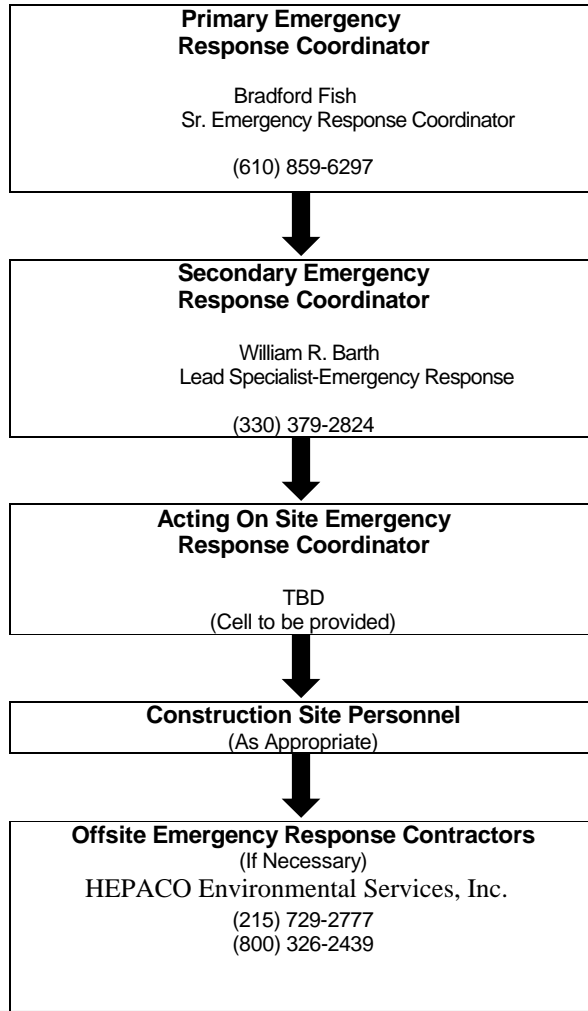 Primary Emergency
Response Coordinator
Bradford Fish
Sr. Emergency Response Coordinator
(610) 859-6297
Secondary Emergency
Response Coordinator
William R. Barth
Lead Specialist-Emergency Response
(330) 379-2824
Acting On Site Emergency
Response Coordinator
TBD
(Cell to be provided)
Construction Site Personnel
(As Appropriate)
Offsite Emergency Response Contractors
(If Necessary)
HEPACO Environmental Services, Inc.
(215) 729-2777
(800) 326-2439